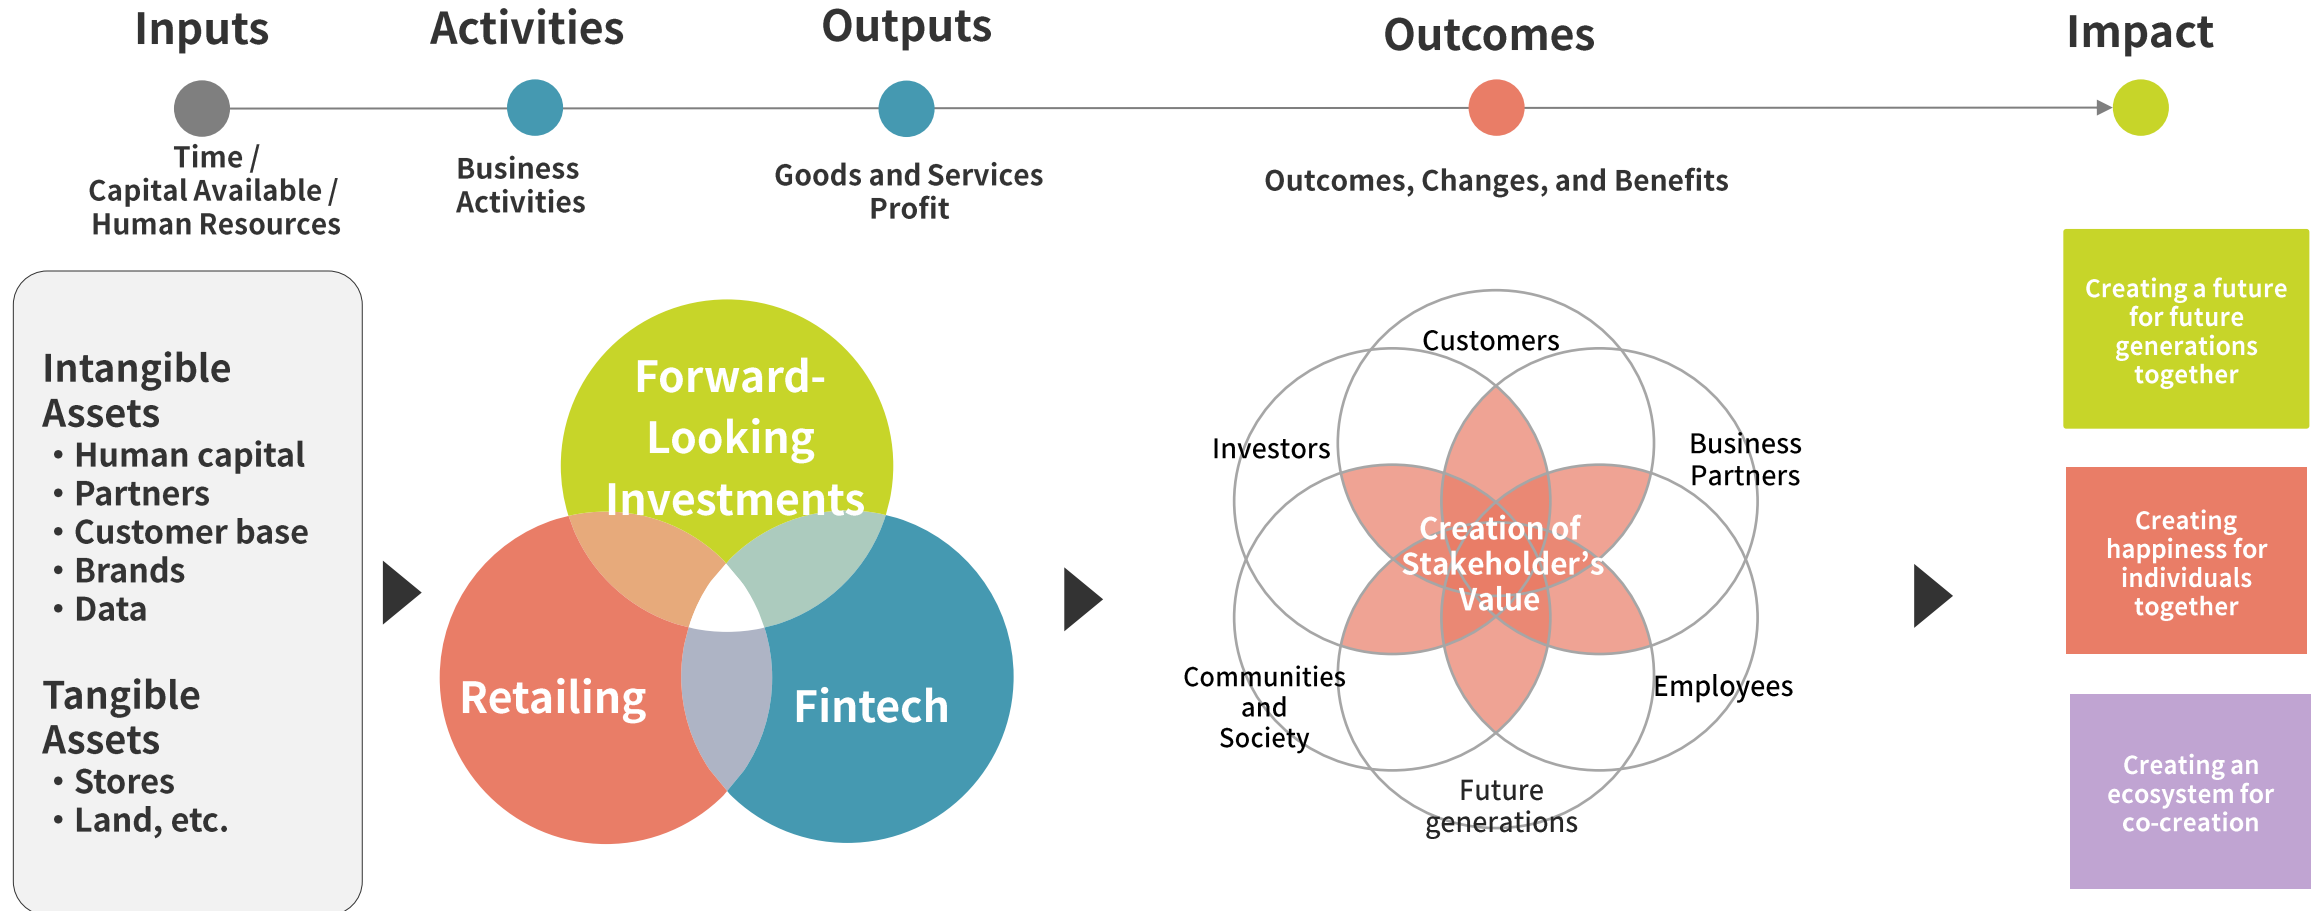 Inputs
Activities
Outputs
Outcomes
Impact
Time /
Capital Available /
Human Resources
Business
Activities
Goods and Services
Profit
Outcomes, Changes, and Benefits
Intangible
Assets
・Human capital
・Partners
・Customer base
・Brands
・Data
Tangible
Assets
・Stores
・Land, etc.
Forward-
Looking
Investments
Retailing
Fintech
Customers
Investors
Business
Partners
Creation of
Stakeholder’s
Value
Communities
and
Society
Employees
Future
generations
Creating a future
for future
generations
together
Creating
happiness for
individuals
together
Creating an
ecosystem for
co-creation